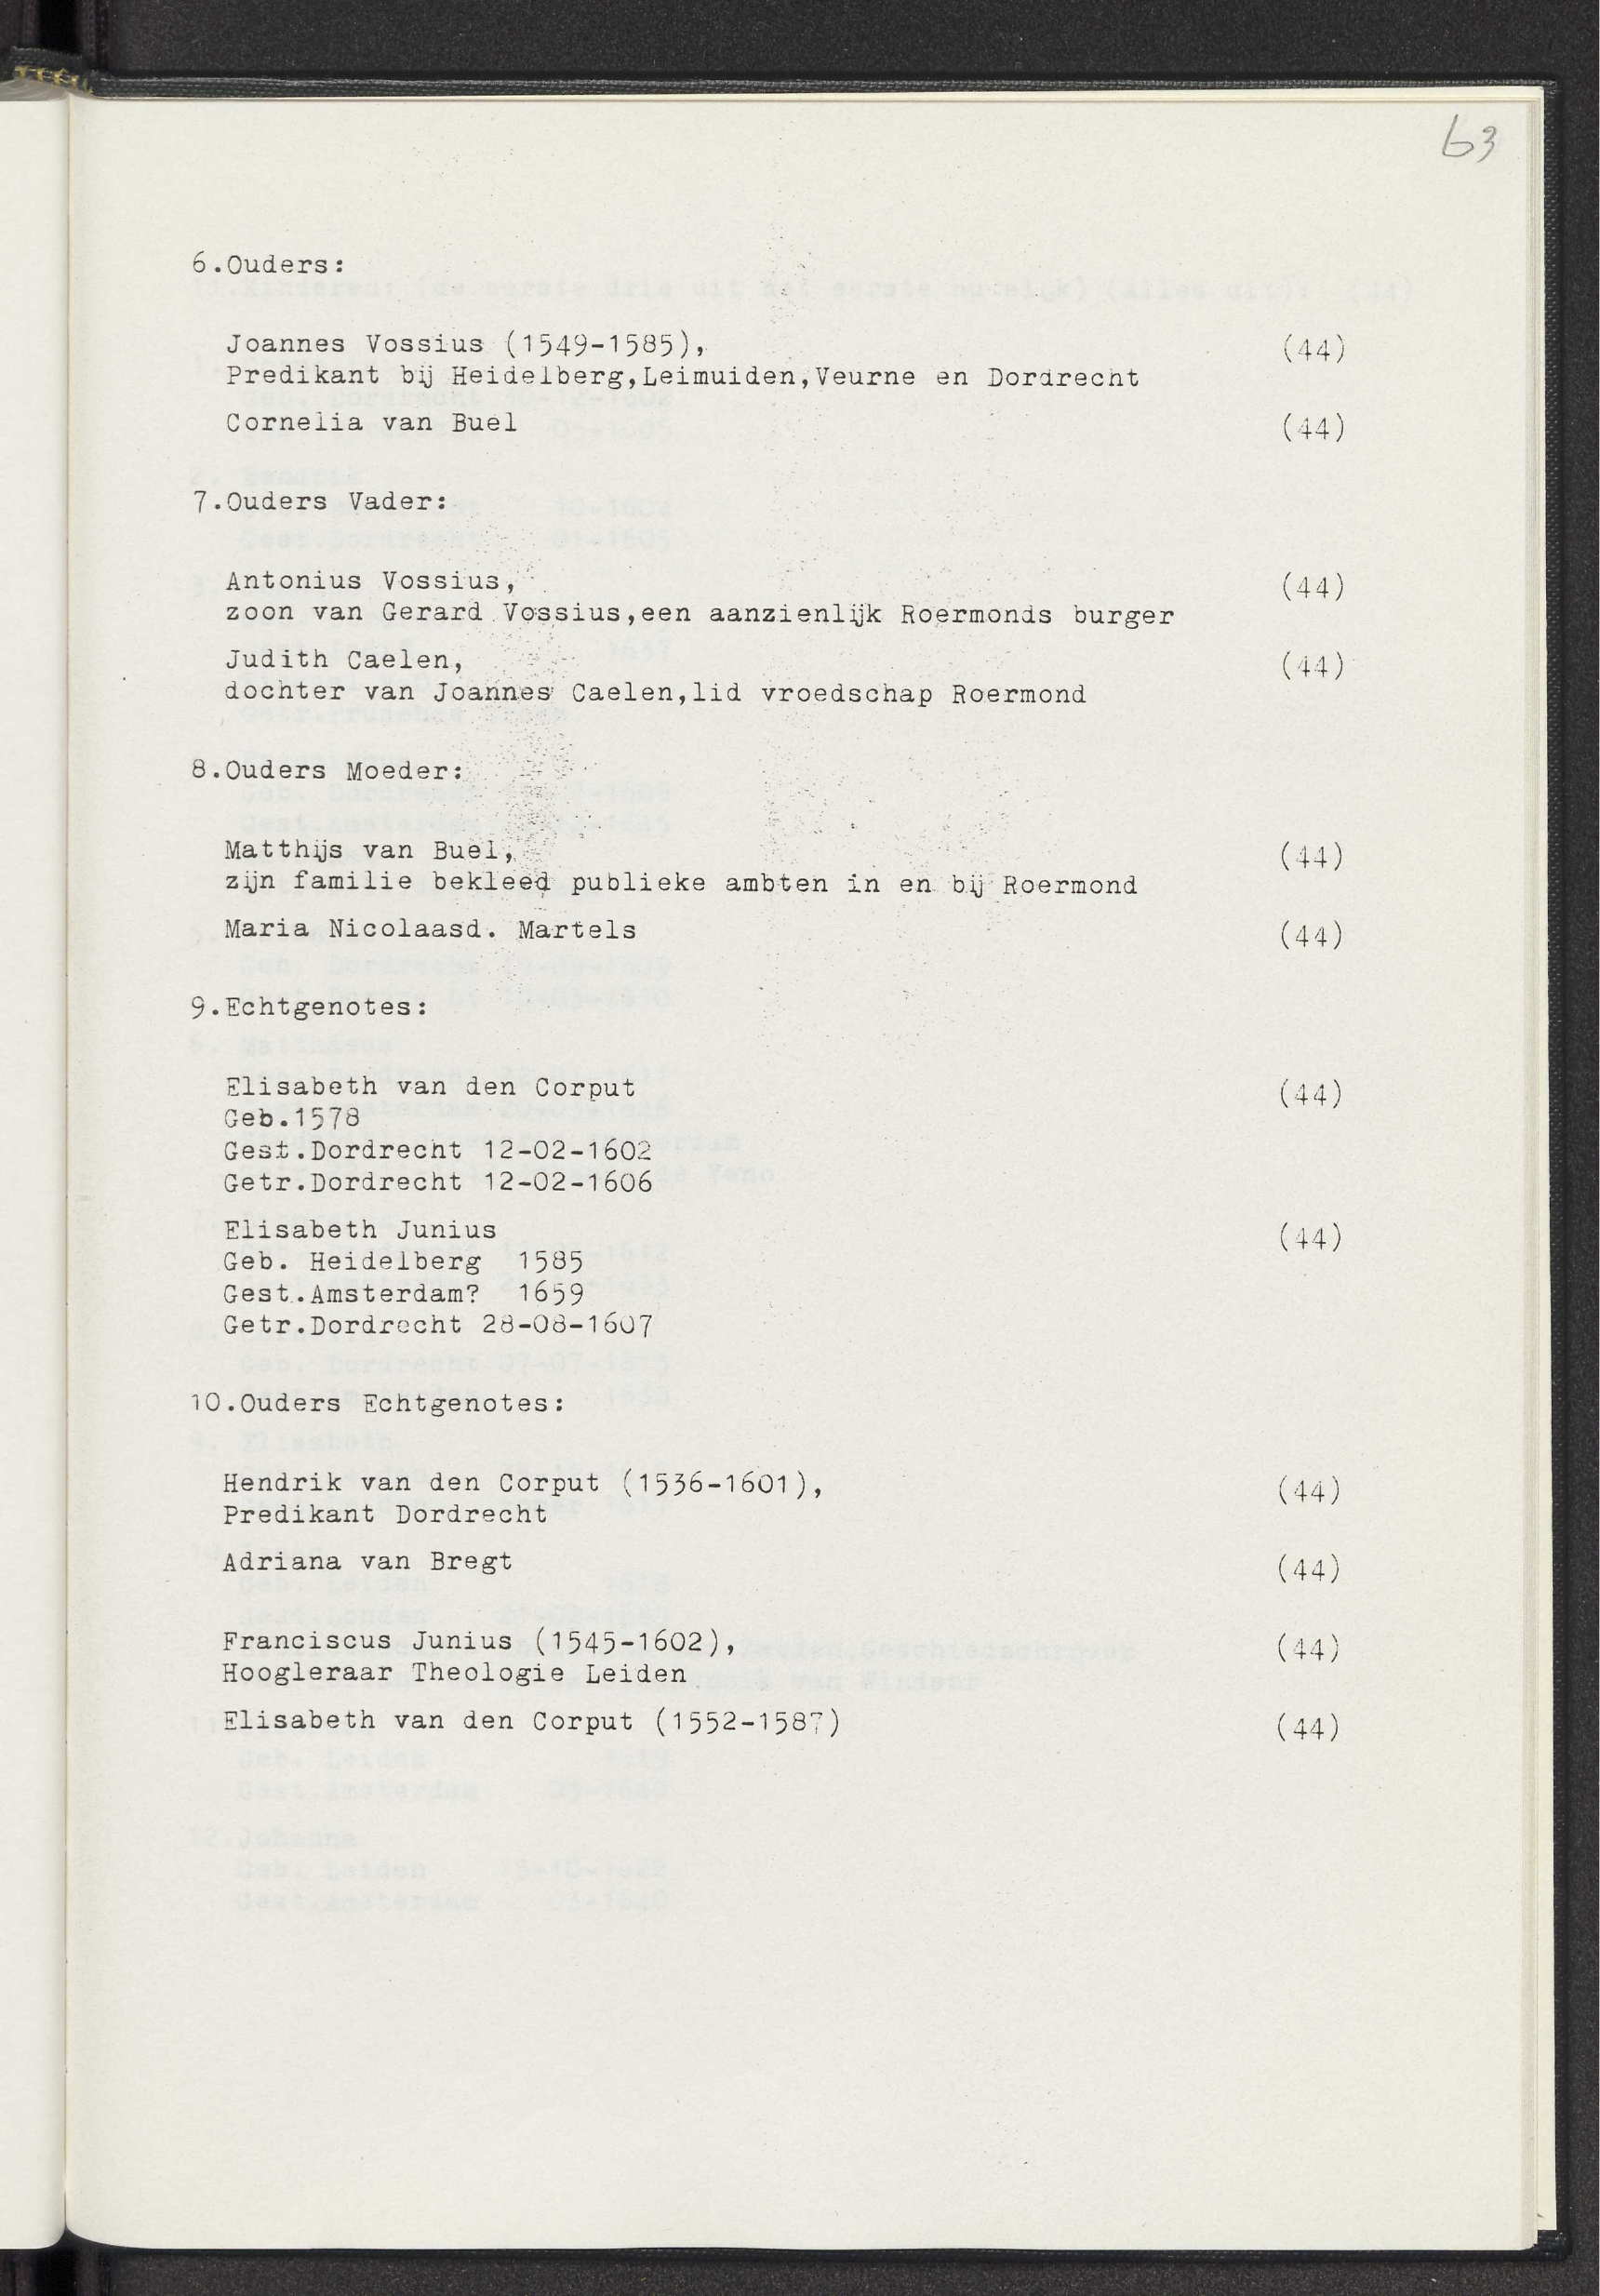 63
6.Ouders:
Joannes Vossius (1549-1585), (44)
Predikant bij Heidelberg,Leimuiden,Veurne en Dordrecht
Cornelia van Buel (44)
7.Ouders Vader:
Antonius Vossius, (44)
zoon van Gerard Vossius,een aanzienlijk Roermonds burger
Judith Caelen, (44)
dochter van Joannes Caelen,lid vroedschap Roermond
8.Ouders Moeder:
Matthijs van Buel, (44)
zijn familie bekleed publieke ambten in en bij Roermond
Maria Nicolaasd. Martels (44)
9.Echtgenotes:
Elisabeth van den Corput (44)
Geb.1578
Gest.Dordrecht 12-02-1602
Getr.Dordrecht 12-02-1606
Elisabeth Junius (44)
Geb. Heidelberg 1585
Gest.Amsterdam? 1659
Getr.Dordrecht 28-08-1607
10.Ouders Echtgenotes:
Hendrik van den Corput (1536-1601), (44)
Predikant Dordrecht
Adriana van Bregt (44)
Franciscus Junius (1545-1602), (44)
Hoogleraar Theologie Leiden
Elisabeth van den Corput (1552-1587) (44)